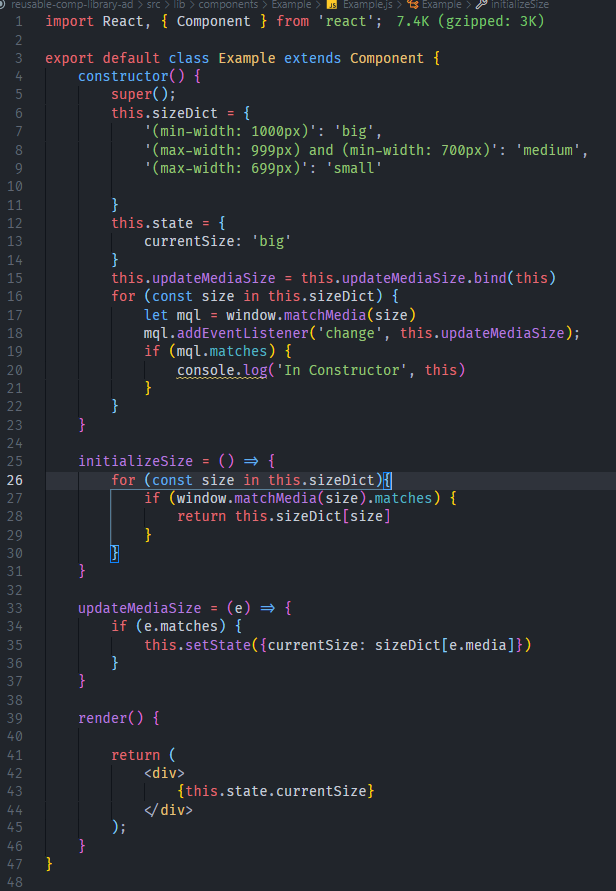 reusable-comp-library-ad > src > lib > components > Example > JS Example.js > Example > initializeSize
1 import React, { Component } from 'react'; 7.4K (gzipped: 3K)
2
3 export default class Example extends Component {
4     constructor() {
5         super();
6         this.sizeDict = {
7             '(min-width: 1000px)': 'big',
8             '(max-width: 999px) and (min-width: 700px)': 'medium',
9             '(max-width: 699px)': 'small'
10
11         }
12         this.state = {
13             currentSize: 'big'
14         }
15         this.updateMediaSize = this.updateMediaSize.bind(this)
16         for (const size in this.sizeDict) {
17             let mql = window.matchMedia(size)
18             mql.addEventListener('change', this.updateMediaSize);
19             if (mql.matches) {
20                 console.log('In Constructor', this)
21             }
22         }
23     }
24
25     initializeSize = () => {
26         for (const size in this.sizeDict){
27             if (window.matchMedia(size).matches) {
28                 return this.sizeDict[size]
29             }
30         }
31     }
32
33     updateMediaSize = (e) => {
34         if (e.matches) {
35             this.setState({currentSize: sizeDict[e.media]})
36         }
37     }
38
39     render() {
40
41         return (
42             <div>
43                 {this.state.currentSize}
44             </div>
45         );
46     }
47 }
48